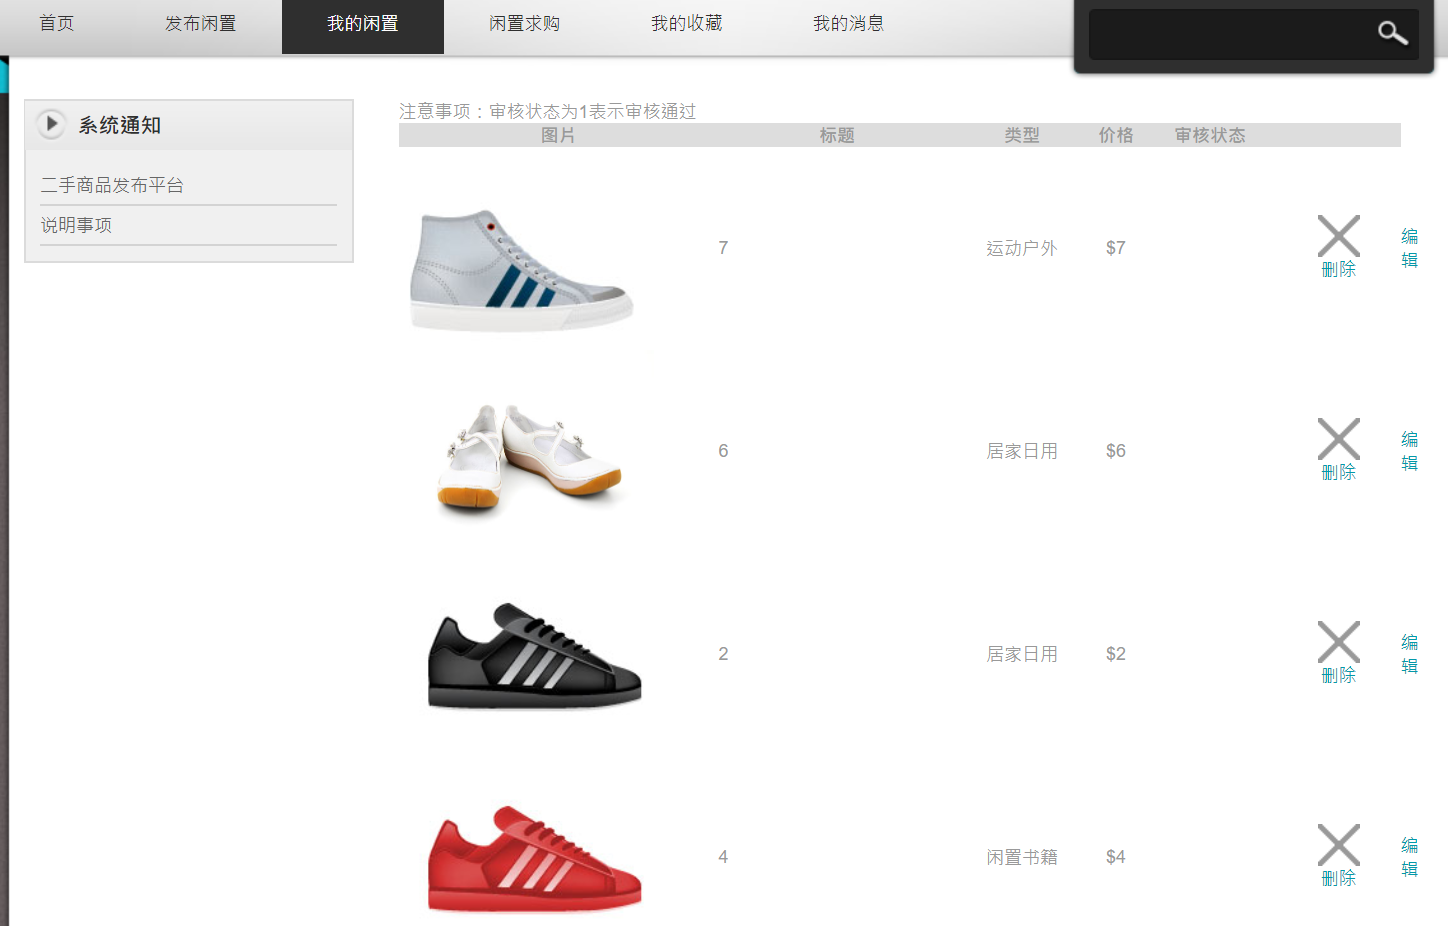 首页 发布闲置 我的闲置 闲置求购 我的收藏 我的消息
系统通知
二手商品发布平台
说明事项
注意事项：审核状态为1表示审核通过
图片 标题 类型 价格 审核状态
7 运动户外 $7 删除 编辑
6 居家日用 $6 删除 编辑
2 居家日用 $2 删除 编辑
4 闲置书籍 $4 删除 编辑